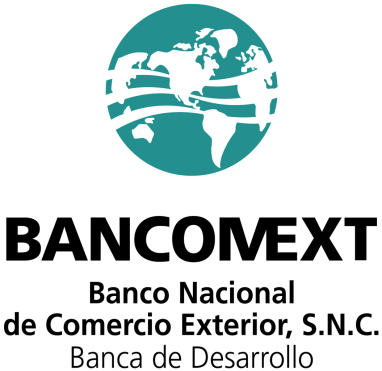 BANCOMEXT
Banco Nacional
de Comercio Exterior, S.N.C.
Banca de Desarrollo